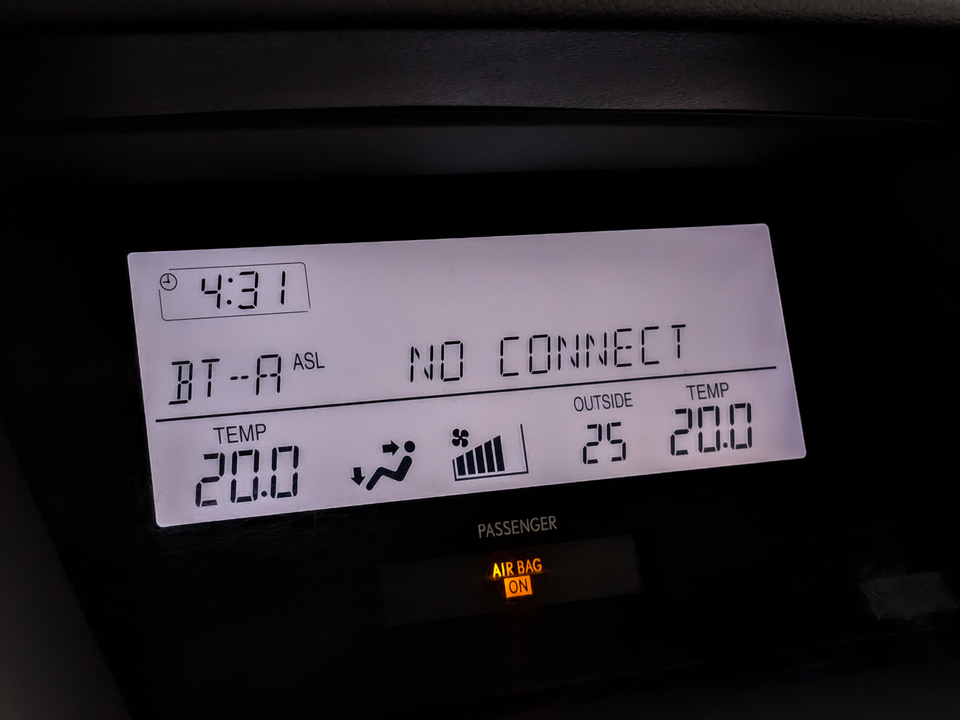 4:31
BT--A ASL NO CONNECT
TEMP OUTSIDE TEMP
20.0 25 20.0
PASSENGER
AIR BAG
ON